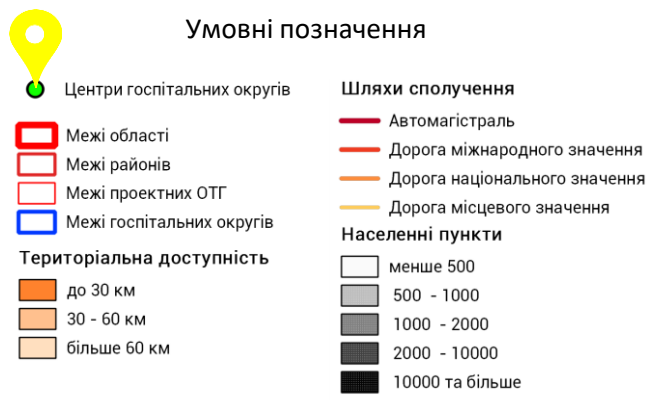 Умовні позначення
Центри госпітальних округів
Межі області
Межі районів
Межі проектних ОТГ
Межі госпітальних округів
Територіальна доступність
до 30 км
30 - 60 км
більше 60 км
Шляхи сполучення
Автомагістраль
Дорога міжнародного значення
Дорога національного значення
Дорога місцевого значення
Населенні пункти
менше 500
500 - 1000
1000 - 2000
2000 - 10000
10000 та більше